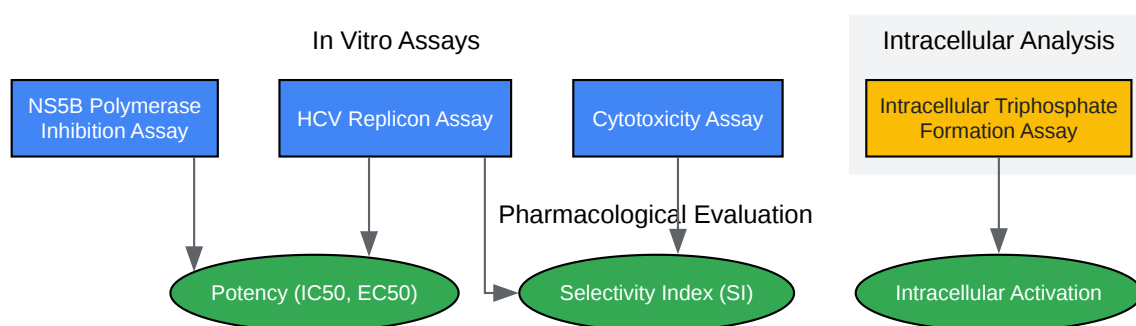 In Vitro Assays
Intracellular Analysis
NS5B Polymerase
Inhibition Assay
HCV Replicon Assay
Cytotoxicity Assay
Intracellular Triphosphate
Formation Assay
Pharmacological Evaluation
Potency (IC50, EC50)
Selectivity Index (SI)
Intracellular Activation